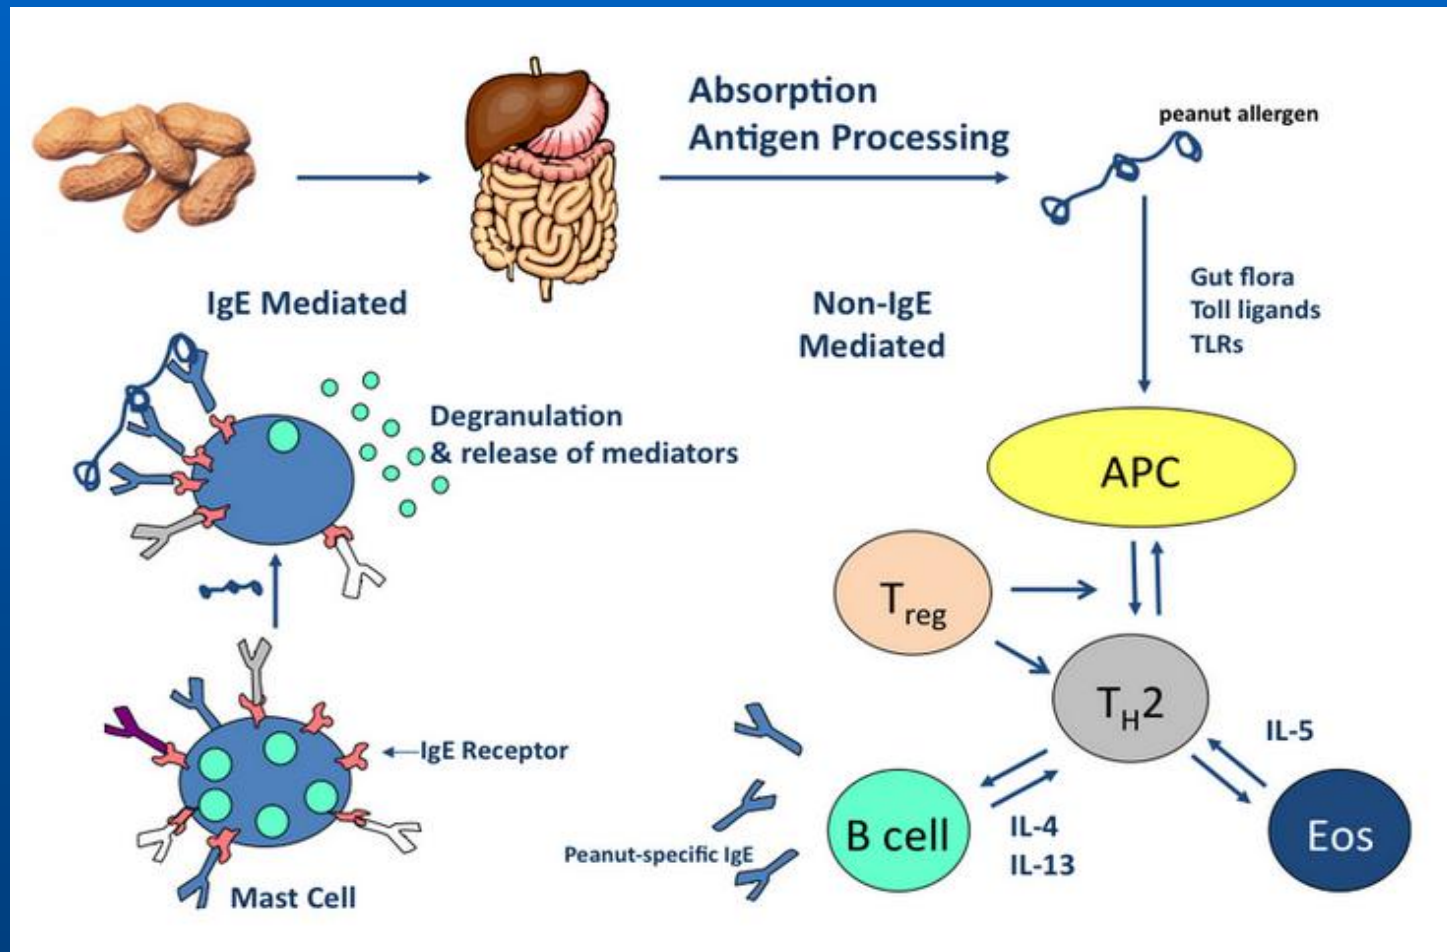 Absorption
Antigen Processing
peanut allergen
Gut flora
Toll ligands
TLRs
IgE Mediated
Non-IgE
Mediated
Degranulation
& release of mediators
APC
Treg
TH2
IL-5
IgE Receptor
B cell
IL-4
IL-13
Eos
Peanut-specific IgE
Mast Cell